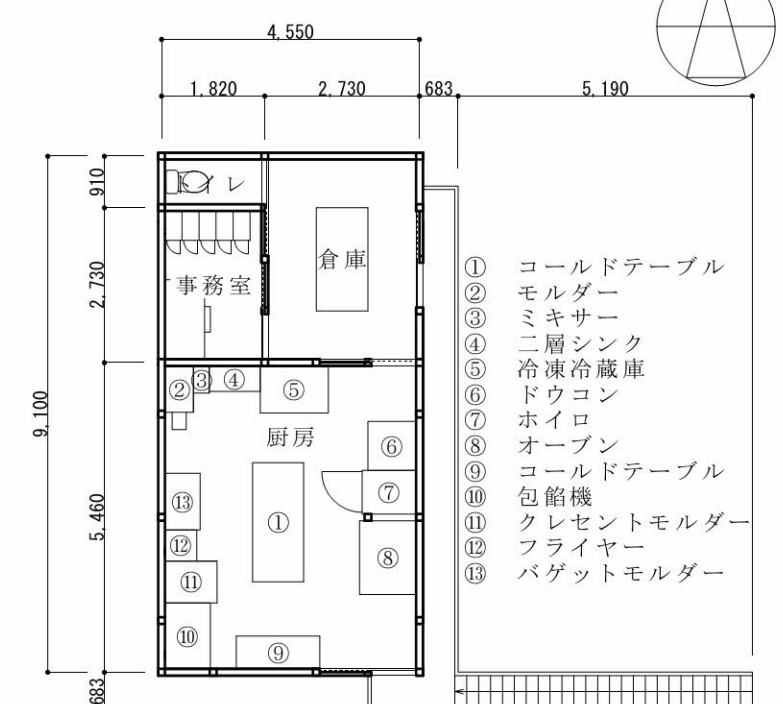 4,550
1,820
2,730
683
5,190
910
2,730
9,100
5,460
683
トイレ
事務室
倉庫
厨房
②
③
④
⑤
⑥
⑦
⑬
①
⑫
⑧
⑪
⑩
⑨
① コールドテーブル
② モルダー
③ ミキサー
④ 二層シンク
⑤ 冷凍冷蔵庫
⑥ ドウコン
⑦ ホイロ
⑧ オーブン
⑨ コールドテーブル
⑩ 包餡機
⑪ クレセントモルダー
⑫ フライヤー
⑬ バゲットモルダー